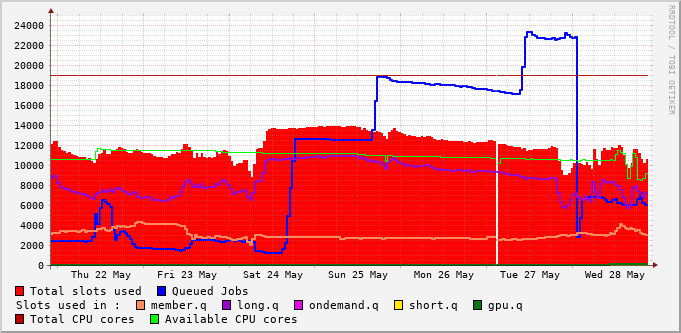 24000
22000
20000
18000
16000
14000
12000
10000
8000
6000
4000
2000
0
Thu 22 May Fri 23 May Sat 24 May Sun 25 May Mon 26 May Tue 27 May Wed 28 May
Total slots used Queued Jobs
Slots used in : member.q long.q ondemand.q short.q gpu.q
Total CPU cores Available CPU cores
RRDTOOL / TOBI OETIKER